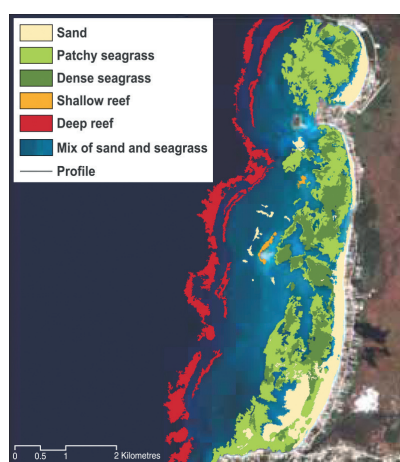 Sand
Patchy seagrass
Dense seagrass
Shallow reef
Deep reef
Mix of sand and seagrass
Profile
0 0.5 1 2 Kilometres